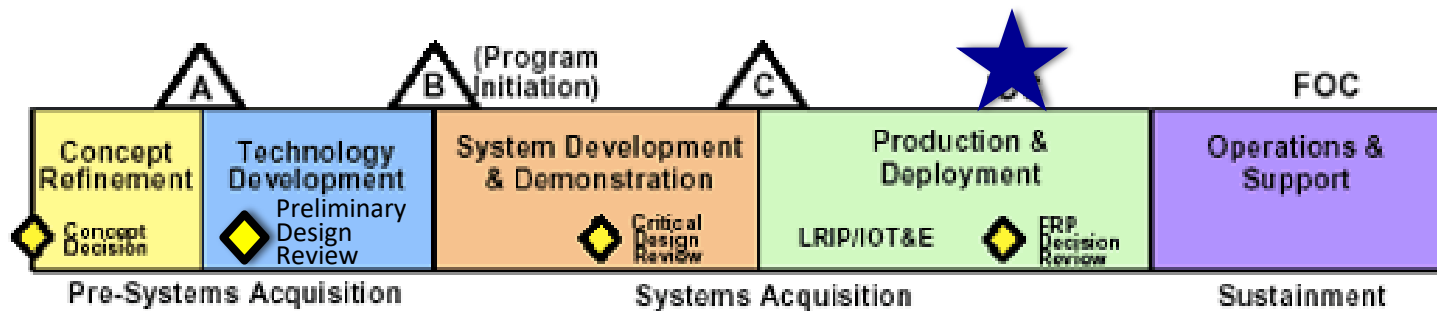 A
B
(Program
Initiation)
C
FOC
Concept
Refinement
Technology
Development
System Development
& Demonstration
Production &
Deployment
Operations &
Support
Concept
Decision
Preliminary
Design
Review
Critical
Design
Review
LRIP/IOT&E
FRP
Decision
Review
Pre-Systems Acquisition
Systems Acquisition
Sustainment